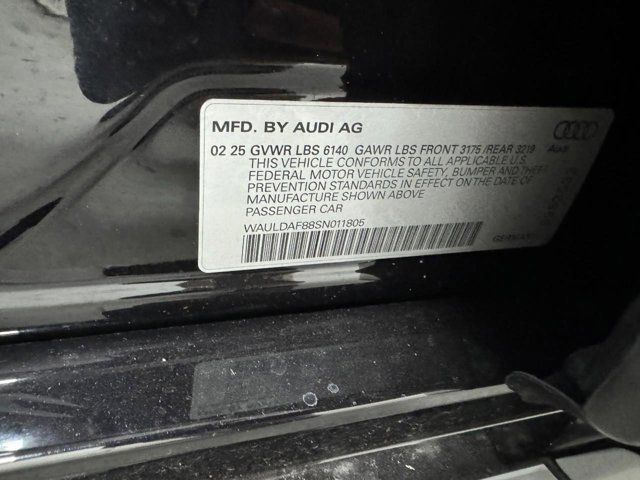 MFD. BY AUDI AG
02 25 GVWR LBS 6140 GAWR LBS FRONT 3175 /REAR 3219
Audi
THIS VEHICLE CONFORMS TO ALL APPLICABLE U.S.
FEDERAL MOTOR VEHICLE SAFETY, BUMPER AND THEFT
PREVENTION STANDARDS IN EFFECT ON THE DATE OF
MANUFACTURE SHOWN ABOVE
PASSENGER CAR
WAULDAF88SN011805